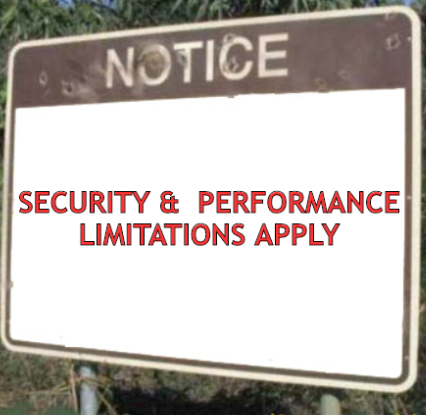 NOTICE
SECURITY & PERFORMANCE
LIMITATIONS APPLY